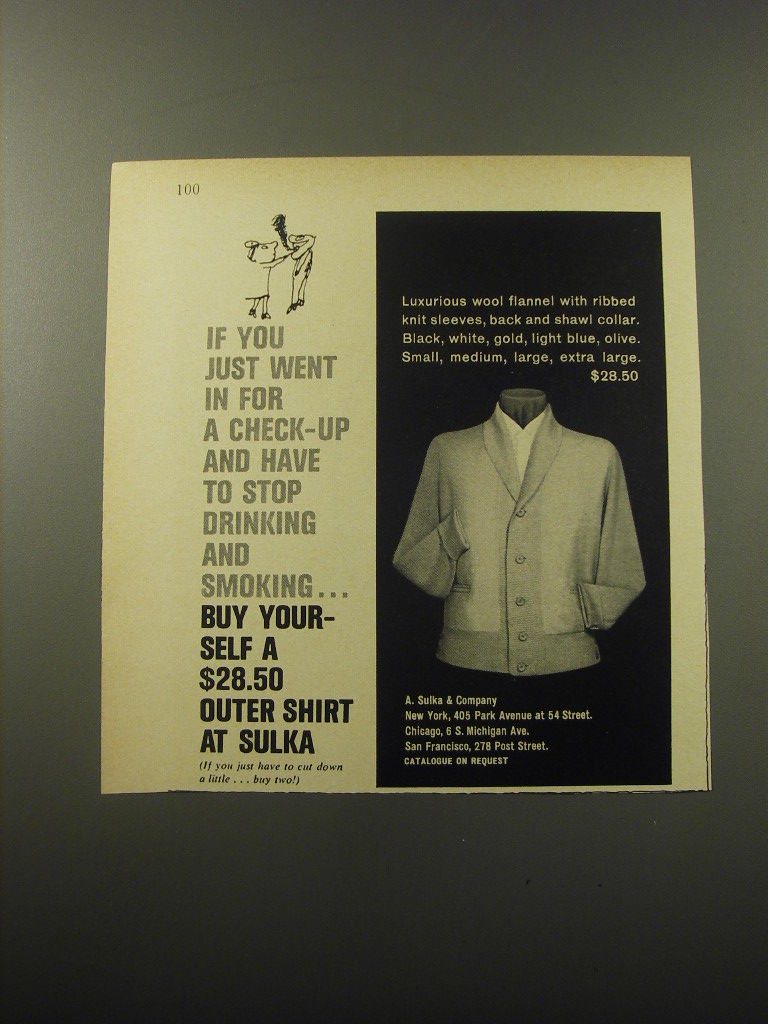 100
IF YOU
JUST WENT
IN FOR
A CHECK-UP
AND HAVE
TO STOP
DRINKING
AND
SMOKING...
BUY YOUR-
SELF A
$28.50
OUTER SHIRT
AT SULKA
(If you just have to cut down
a little . . . buy two!)
Luxurious wool flannel with ribbed
knit sleeves, back and shawl collar.
Black, white, gold, light blue, olive.
Small, medium, large, extra large.
$28.50
A. Sulka & Company
New York, 405 Park Avenue at 54 Street.
Chicago, 6 S. Michigan Ave.
San Francisco, 278 Post Street.
CATALOGUE ON REQUEST